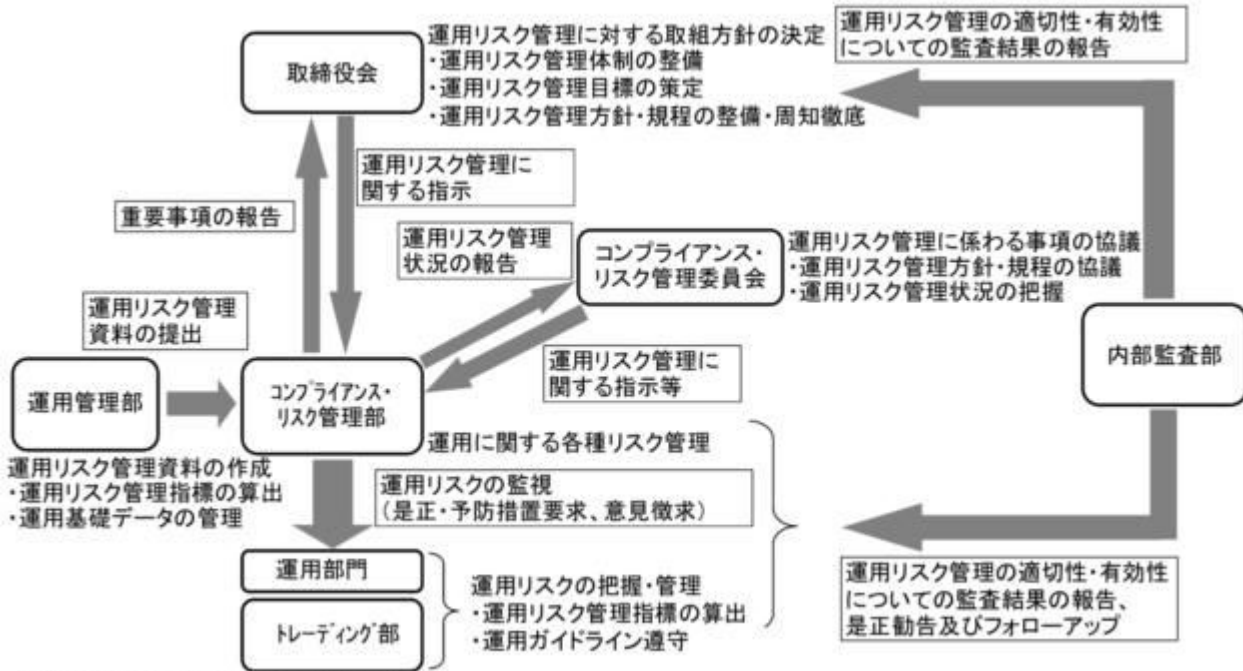 取締役会
運用リスク管理に対する取組方針の決定
・運用リスク管理体制の整備
・運用リスク管理目標の策定
・運用リスク管理方針・規程の整備・周知徹底
運用リスク管理の適切性・有効性
についての監査結果の報告
運用リスク管理に
関する指示
重要事項の報告
運用リスク管理
状況の報告
コンプライアンス・
リスク管理委員会
運用リスク管理に係わる事項の協議
・運用リスク管理方針・規程の協議
・運用リスク管理状況の把握
運用リスク管理
資料の提出
運用リスク管理に
関する指示等
内部監査部
運用管理部
コンプライアンス・
リスク管理部
運用に関する各種リスク管理
運用リスク管理資料の作成
・運用リスク管理指標の算出
・運用基礎データの管理
運用リスクの監視
(是正・予防措置要求、意見徴求)
運用部門
トレーディング部
運用リスクの把握・管理
・運用リスク管理指標の算出
・運用ガイドライン遵守
運用リスク管理の適切性・有効性
についての監査結果の報告、
是正勧告及びフォローアップ